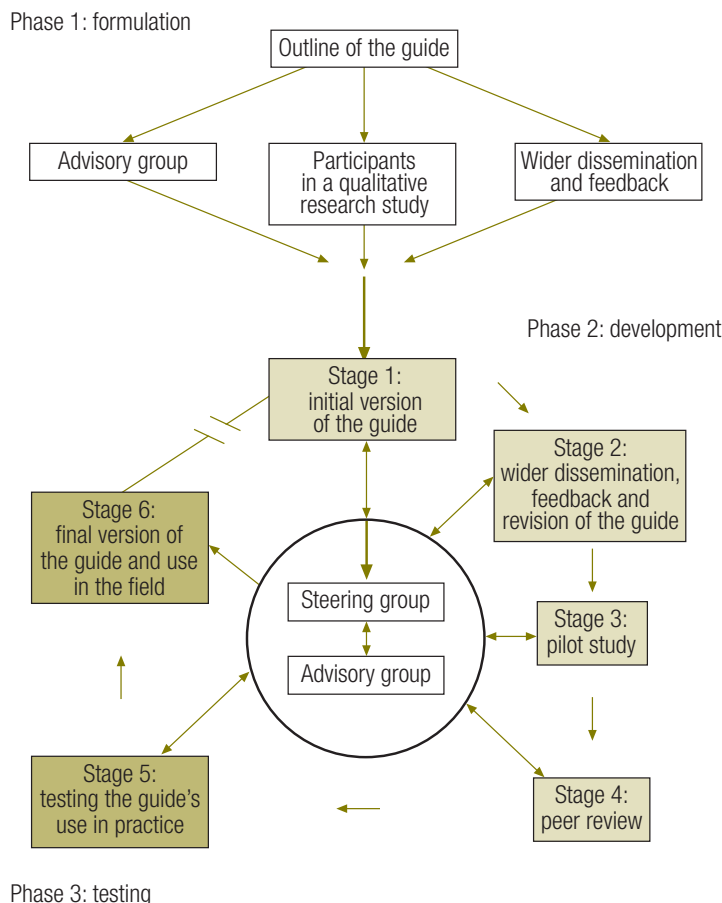 Phase 1: formulation
Outline of the guide
Advisory group
Participants
in a qualitative
research study
Wider dissemination
and feedback
Phase 2: development
Stage 1:
initial version
of the guide
Stage 2:
wider dissemination,
feedback and
revision of the guide
Stage 6:
final version of
the guide and use
in the field
Steering group
Stage 3:
pilot study
Advisory group
Stage 5:
testing the guide's
use in practice
Stage 4:
peer review
Phase 3: testing